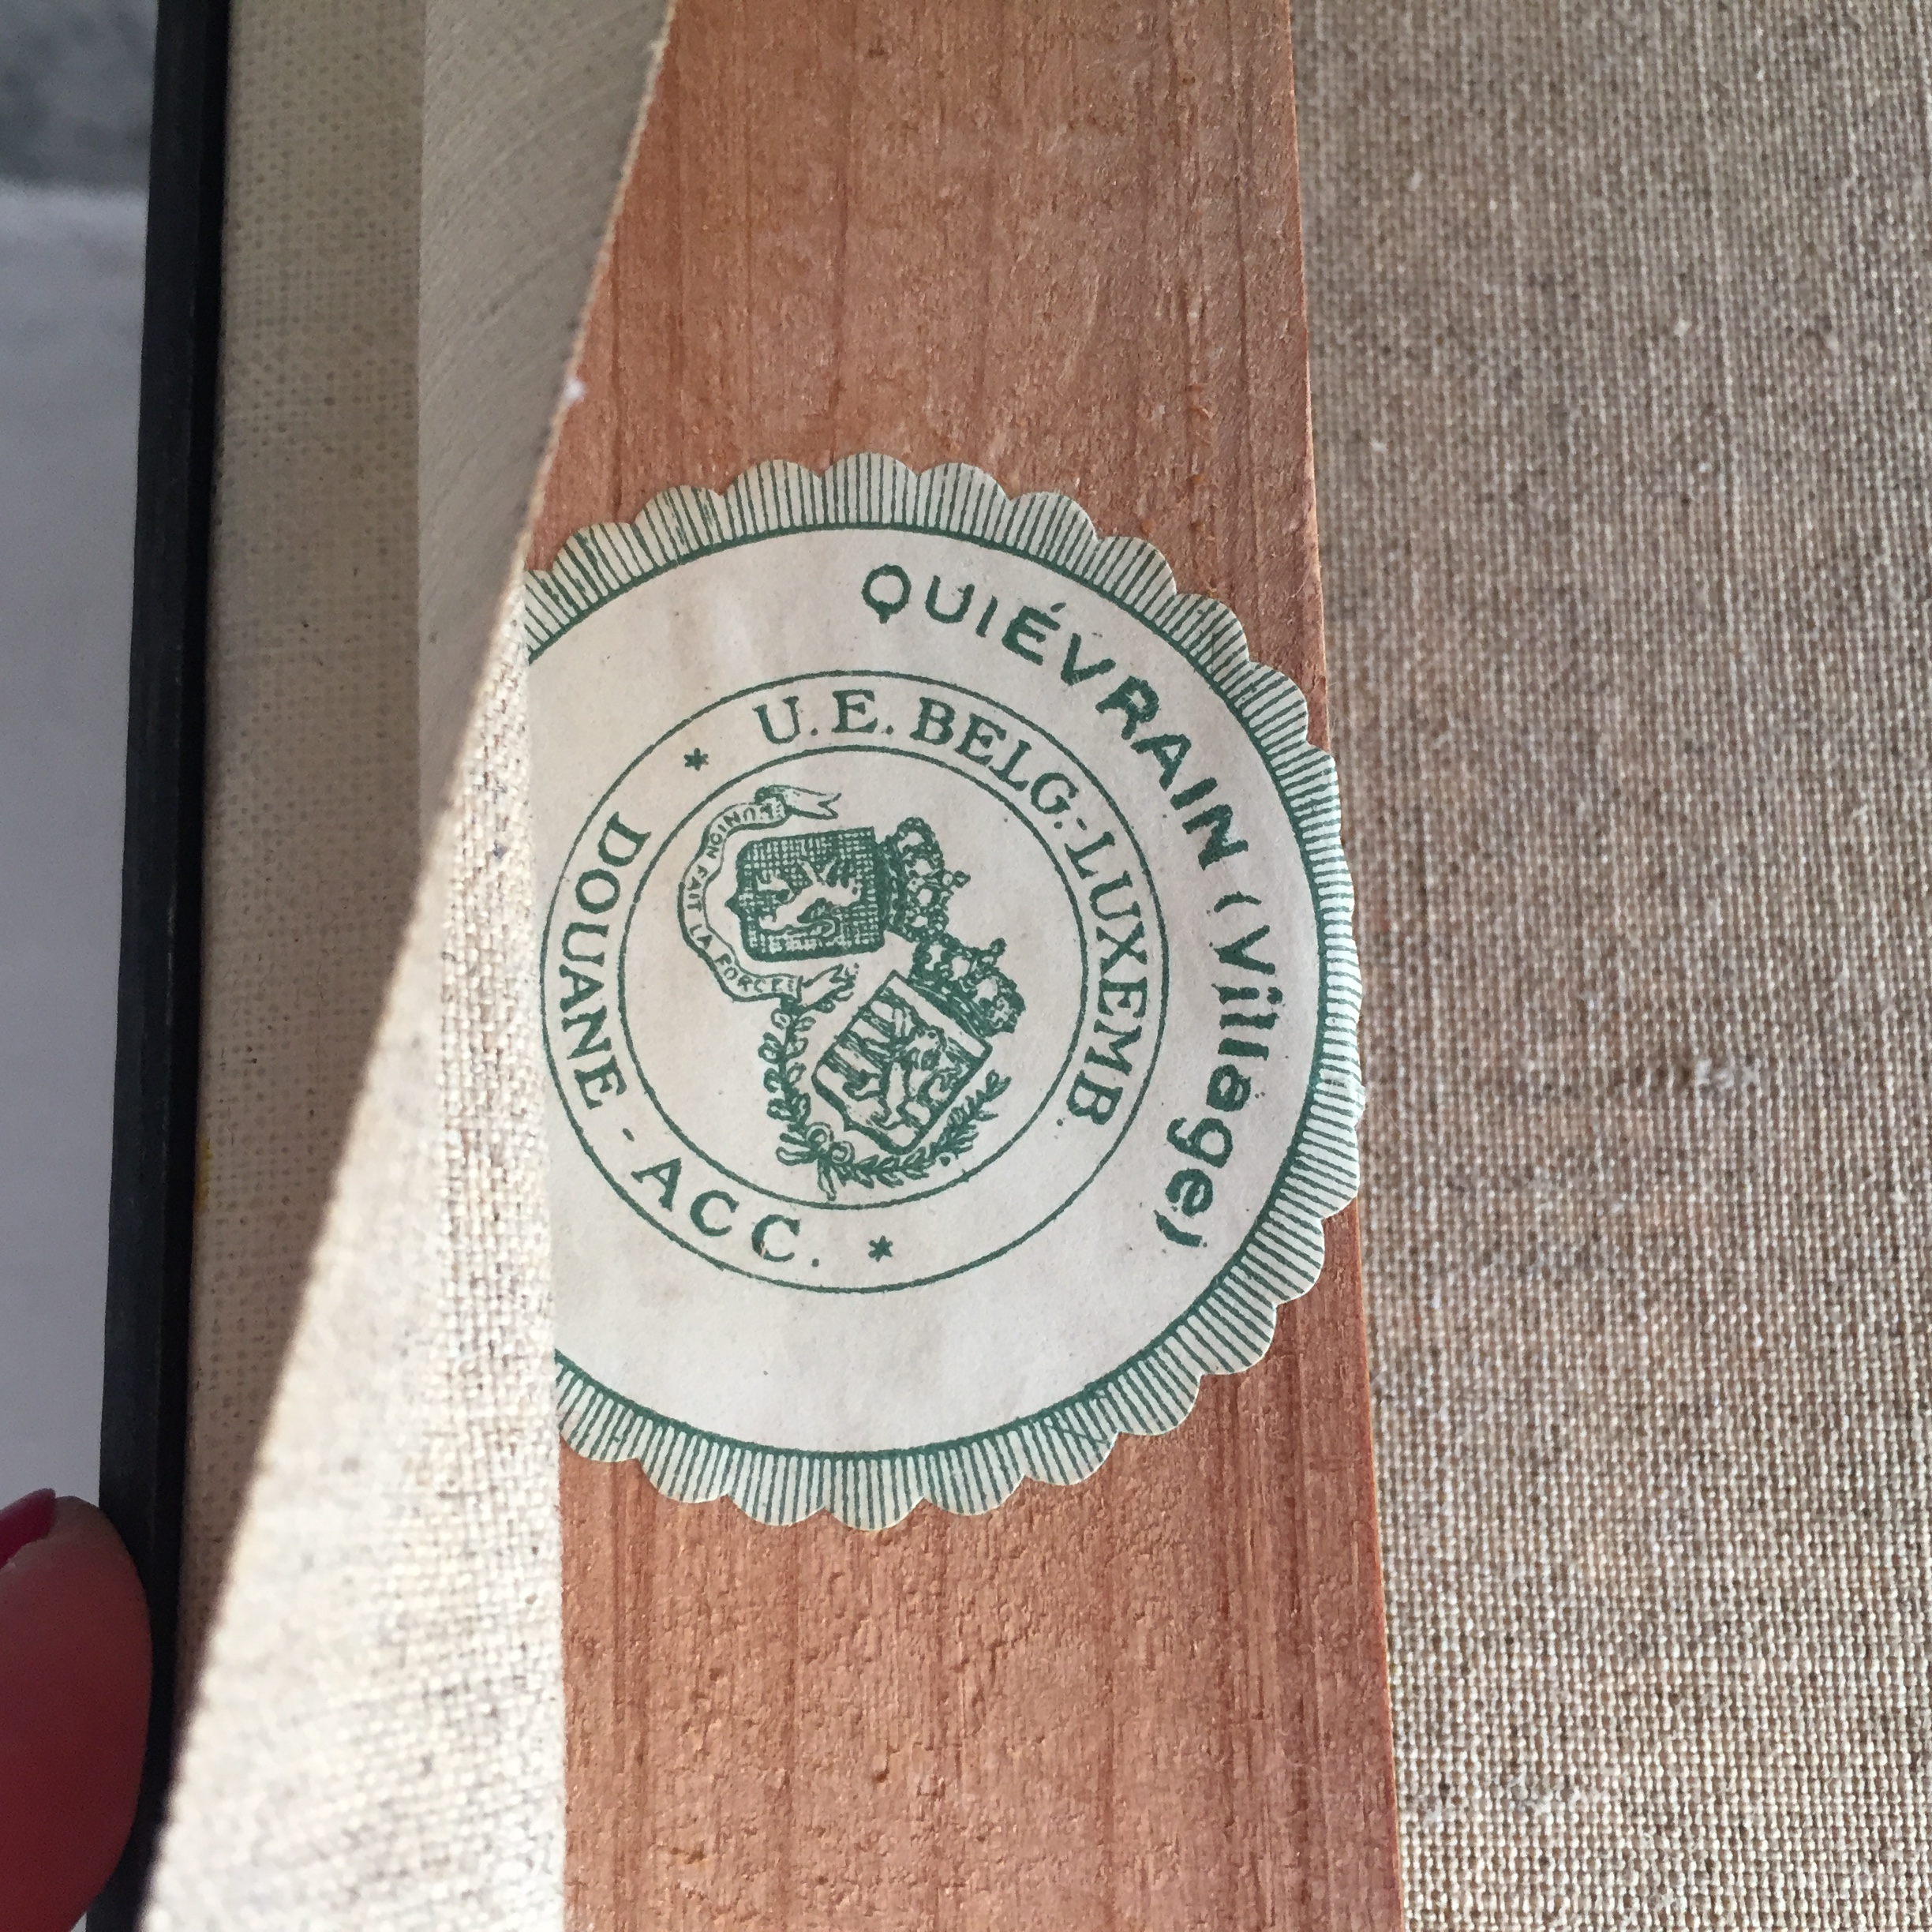 QUIÉVRAIN (Village)
* U.E. BELG.-LUXEMB
DOUANE - ACC. *
L'UNION FAIT LA FORCE